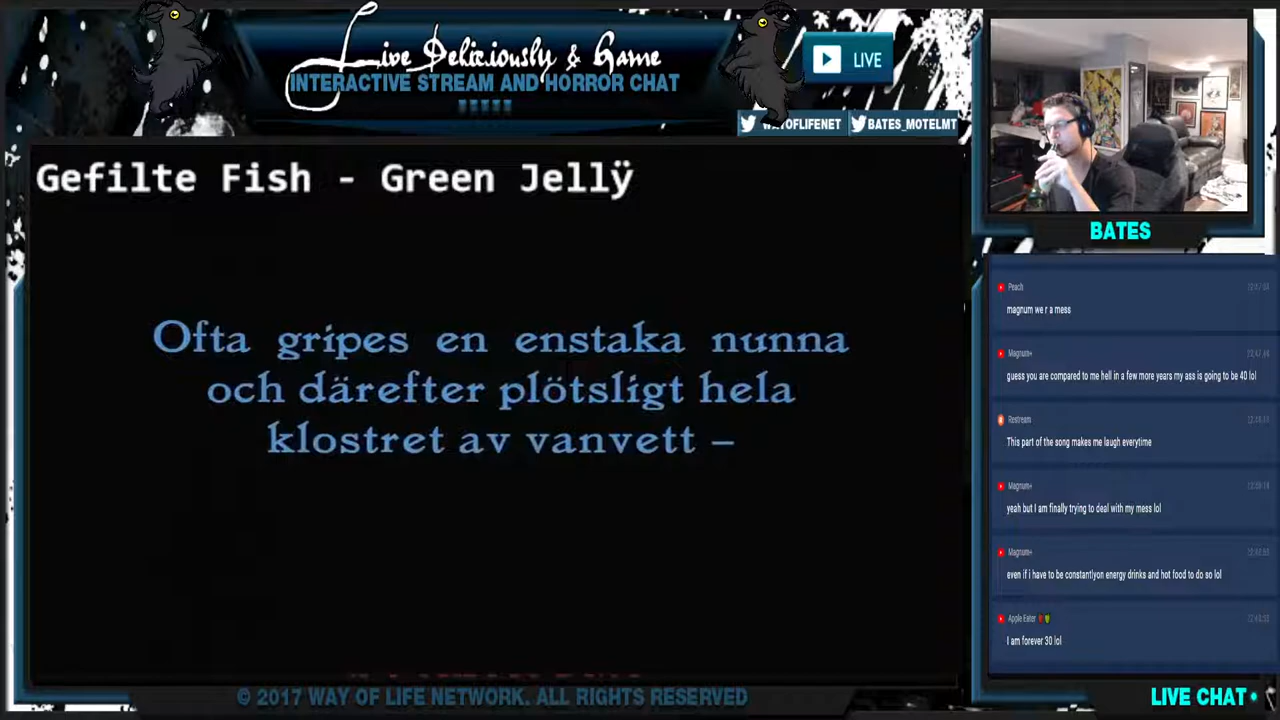 Live Deliciously & Game
INTERACTIVE STREAM AND HORROR CHAT
LIVE
WAYOFLIFENET
BATES_MOTELMT
Gefilte Fish - Green Jellÿ
Ofta gripes en enstaka nunna
och därefter plötsligt hela
klostret av vanvett –
© 2017 WAY OF LIFE NETWORK. ALL RIGHTS RESERVED
BATES
Peach
magnum we r a mess
Magnum+
guess you are compared to me hell in a few more years my ass is going to be 40 lol
Restream
This part of the song makes me laugh everytime
Magnum+
yeah but I am finally trying to deal with my mess lol
Magnum+
even if i have to be constantlyon energy drinks and hot food to do so lol
Apple Eater
I am forever 30 lol
LIVE CHAT